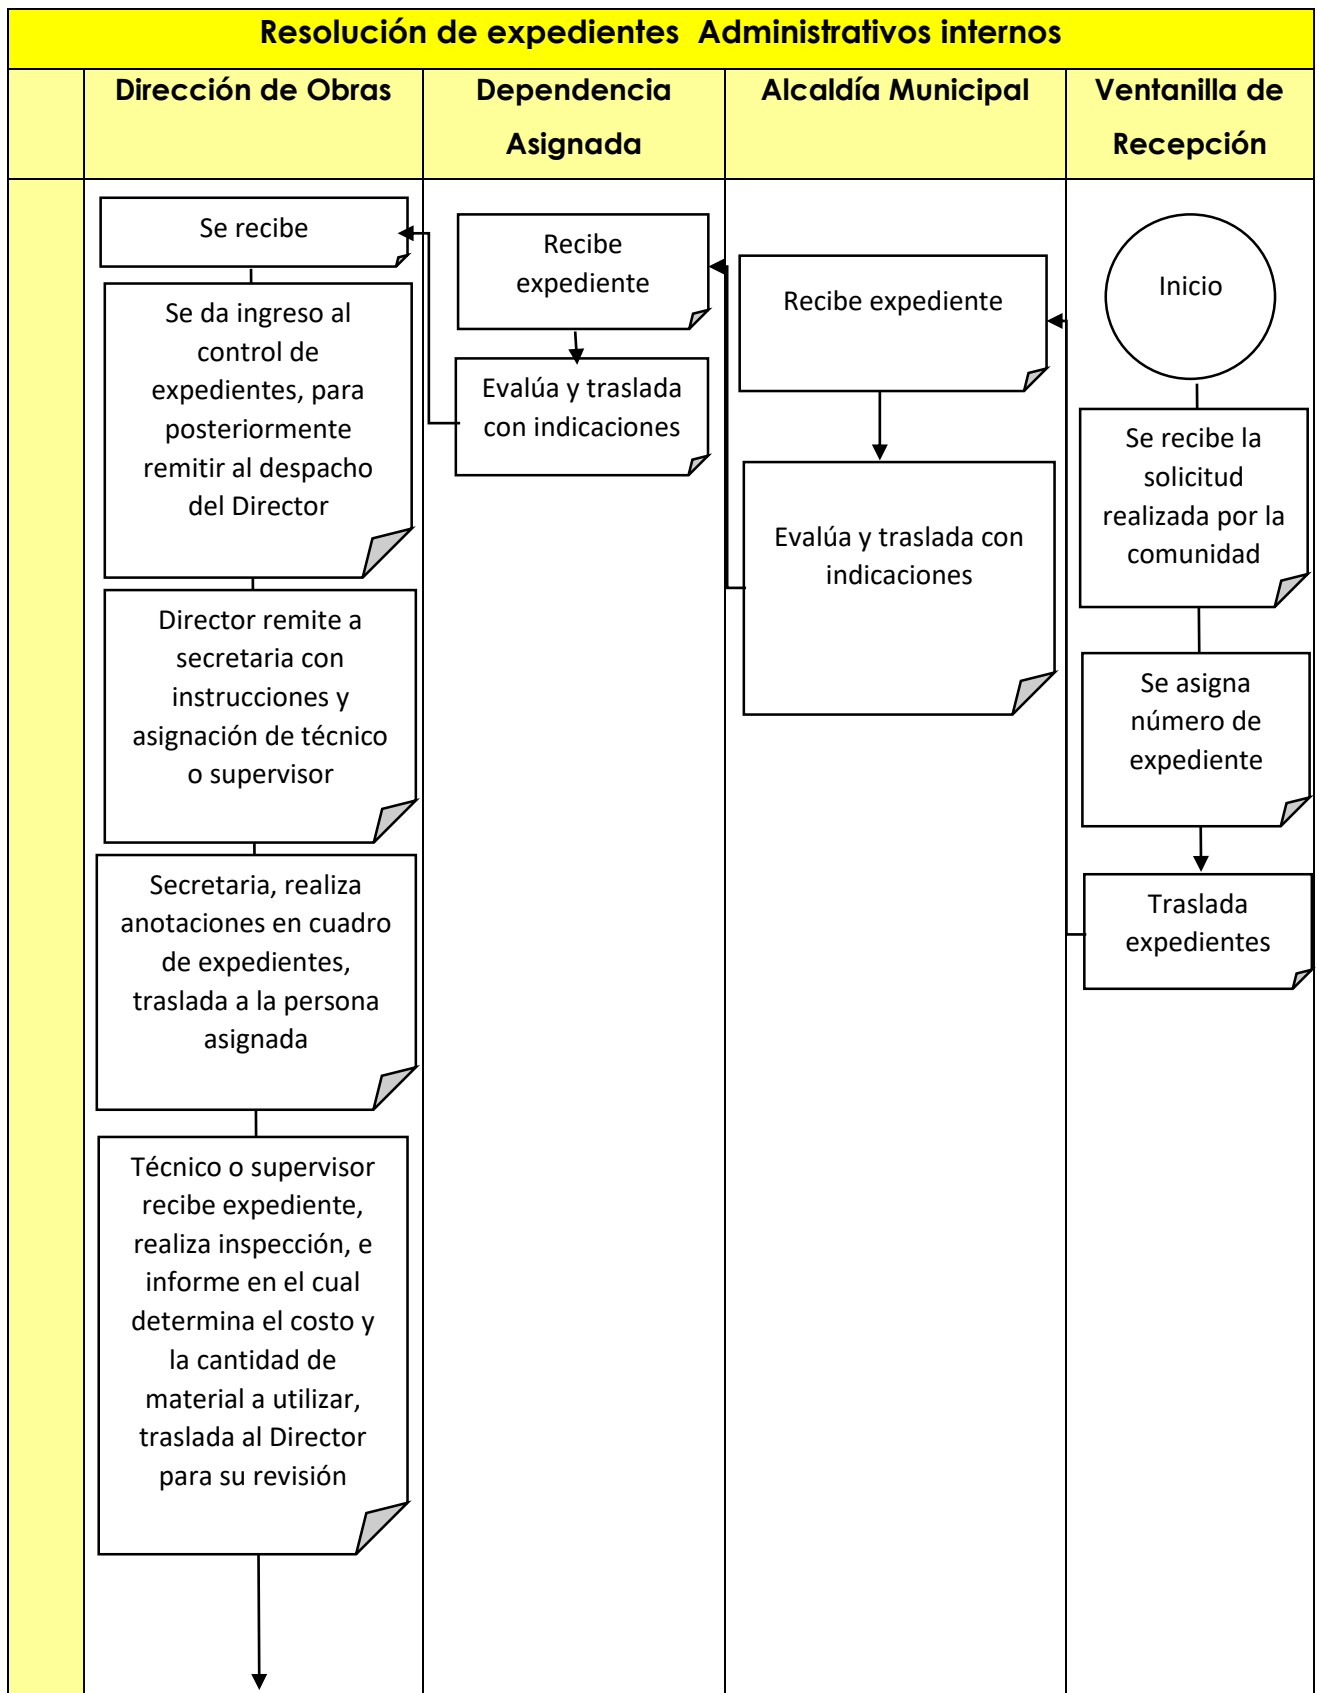 Resolución de expedientes Administrativos internos
Dirección de Obras
Dependencia
Asignada
Alcaldía Municipal
Ventanilla de
Recepción
Se recibe
Se da ingreso al
control de
expedientes, para
posteriormente
remitir al despacho
del Director
Director remite a
secretaria con
instrucciones y
asignación de técnico
o supervisor
Secretaria, realiza
anotaciones en cuadro
de expedientes,
traslada a la persona
asignada
Técnico o supervisor
recibe expediente,
realiza inspección, e
informe en el cual
determina el costo y
la cantidad de
material a utilizar,
traslada al Director
para su revisión
Recibe
expediente
Evalúa y traslada
con indicaciones
Recibe expediente
Evalúa y traslada con
indicaciones
Inicio
Se recibe la
solicitud
realizada por la
comunidad
Se asigna
número de
expediente
Traslada
expedientes